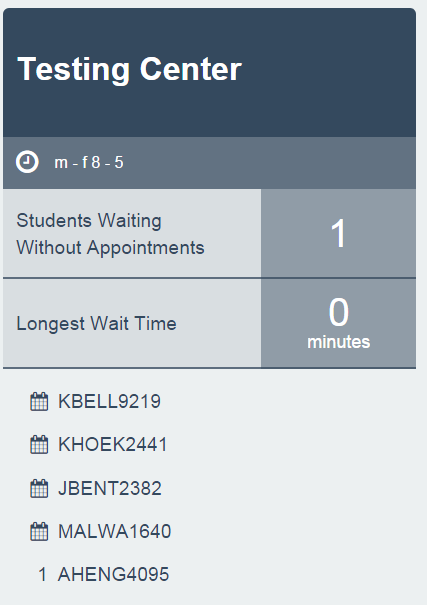 Testing Center
m - f 8 - 5
Students Waiting
Without Appointments
1
Longest Wait Time
0
minutes
KBELL9219
KHOEK2441
JBENT2382
MALWA1640
1 AHENG4095